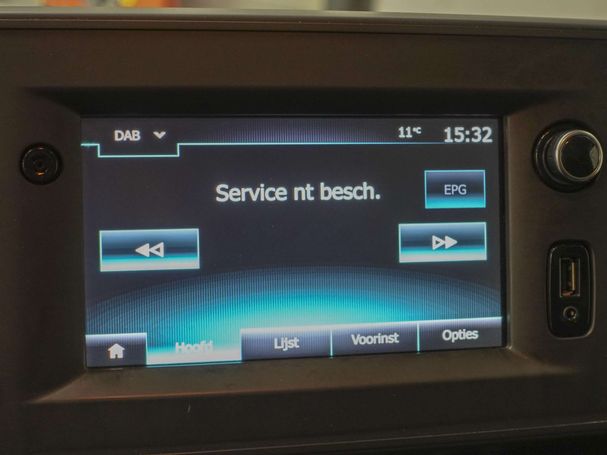 DAB
11°C
15:32
Service nt besch.
EPG
Hoofd
Lijst
Voorinst
Opties